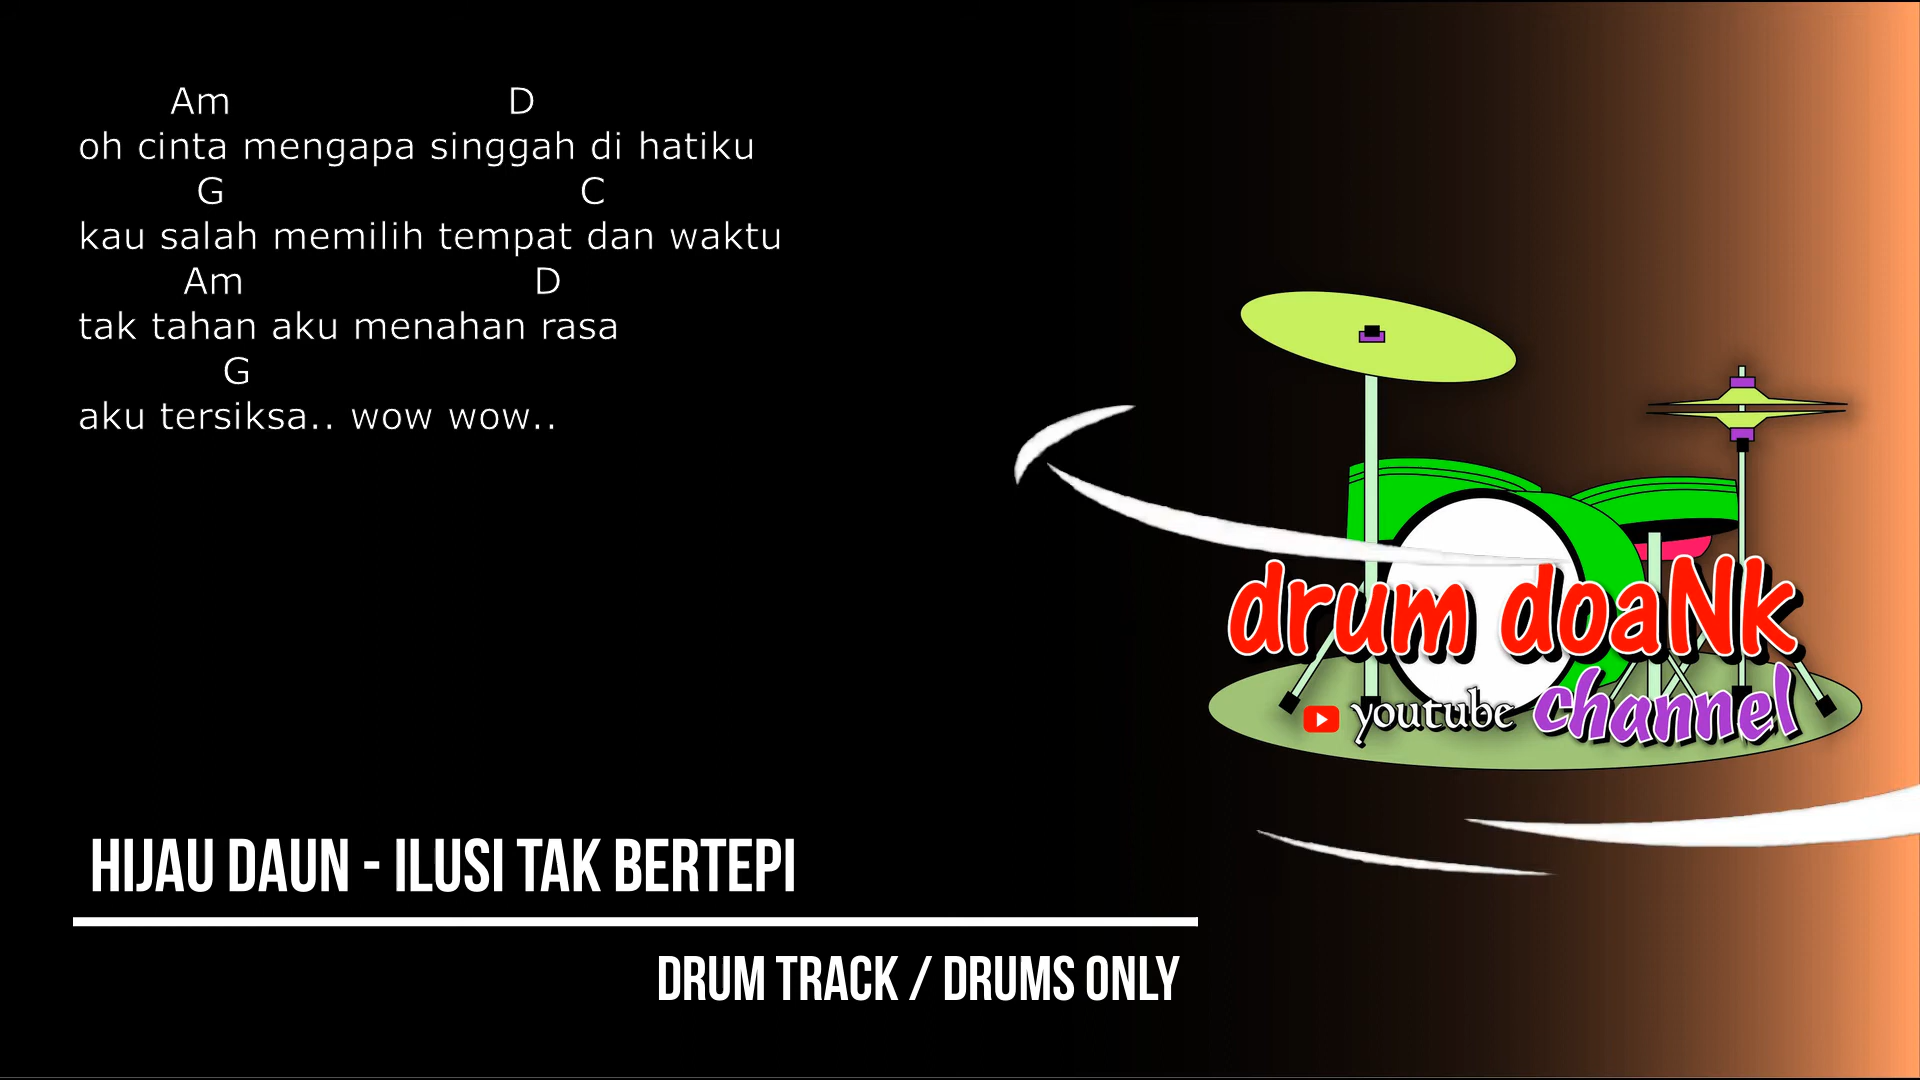 Am D
oh cinta mengapa singgah di hatiku
G C
kau salah memilih tempat dan waktu
Am D
tak tahan aku menahan rasa
G
aku tersiksa.. wow wow..
drum doaNk
youtube channel
HIJAU DAUN - ILUSI TAK BERTEPI
DRUM TRACK / DRUMS ONLY